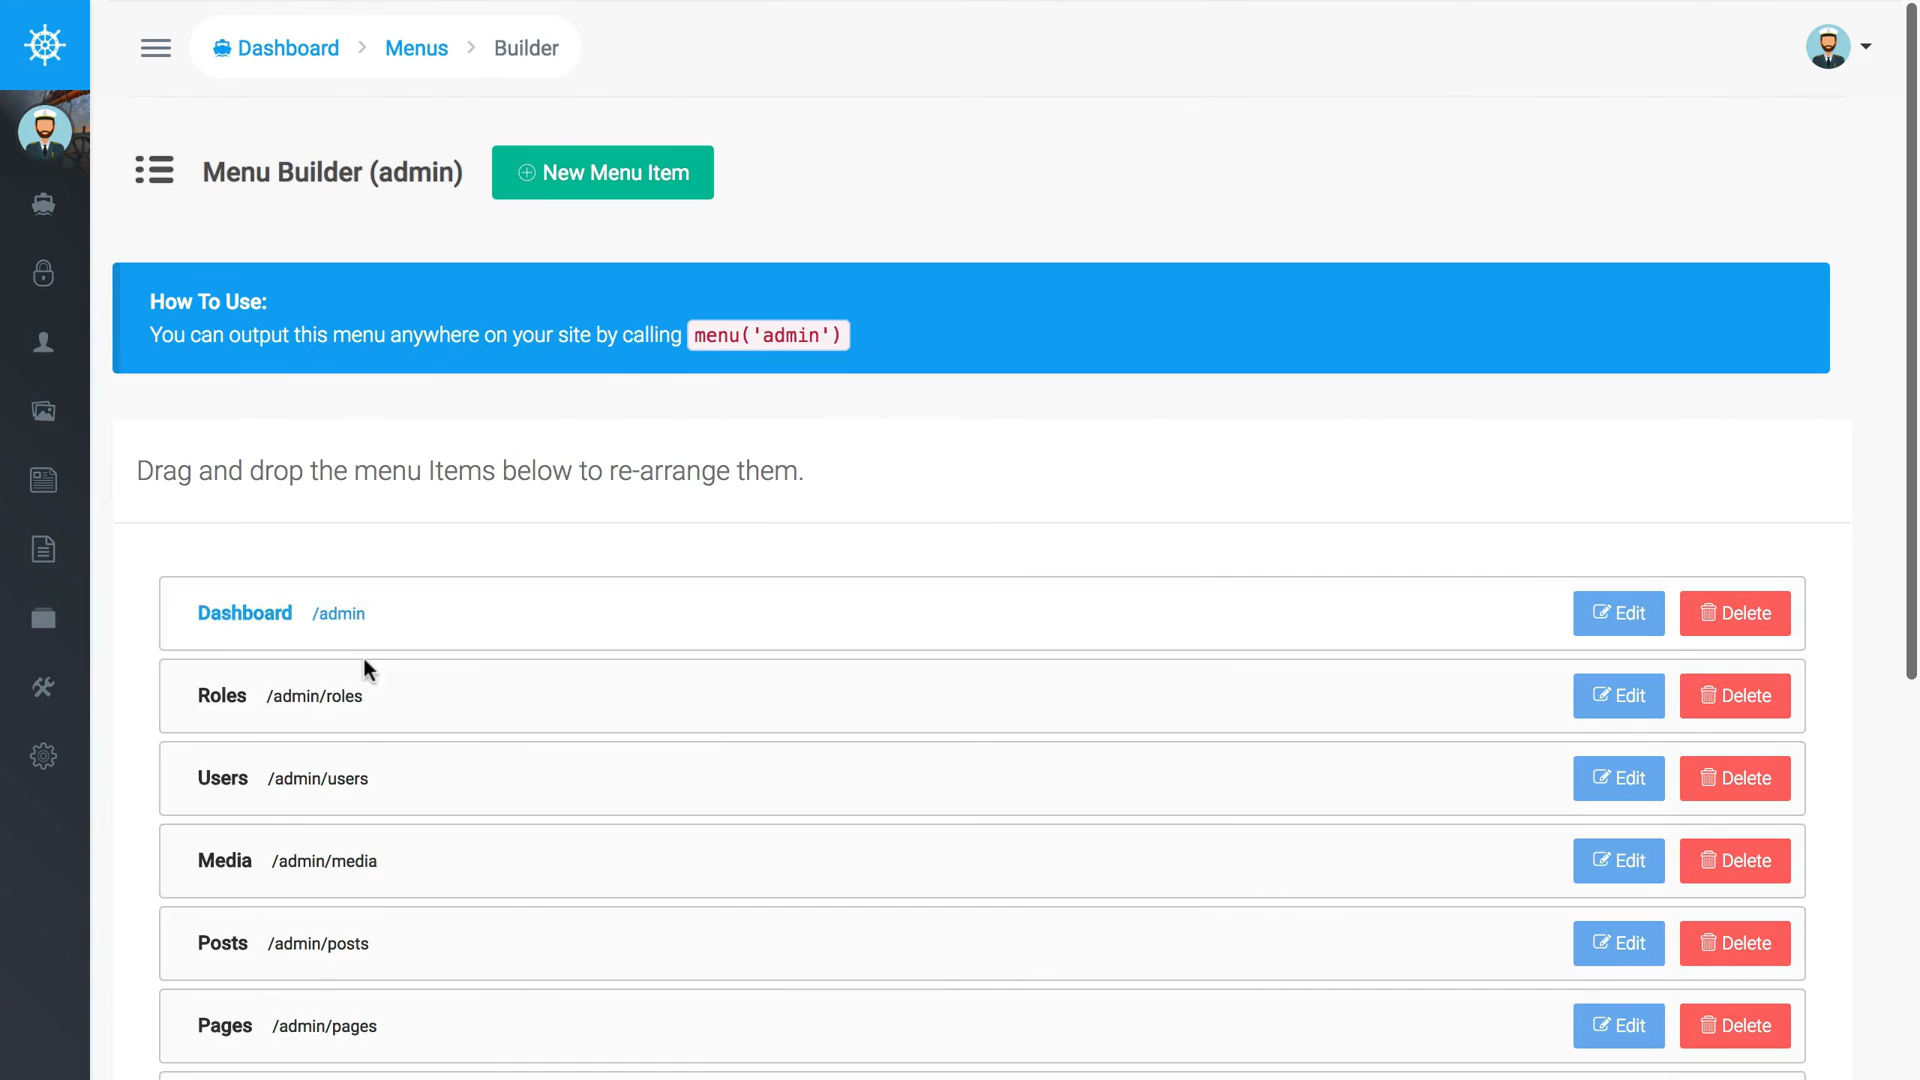 Dashboard > Menus > Builder
Menu Builder (admin)
New Menu Item
How To Use:
You can output this menu anywhere on your site by calling menu('admin')
Drag and drop the menu Items below to re-arrange them.
Dashboard /admin Edit Delete
Roles /admin/roles Edit Delete
Users /admin/users Edit Delete
Media /admin/media Edit Delete
Posts /admin/posts Edit Delete
Pages /admin/pages Edit Delete